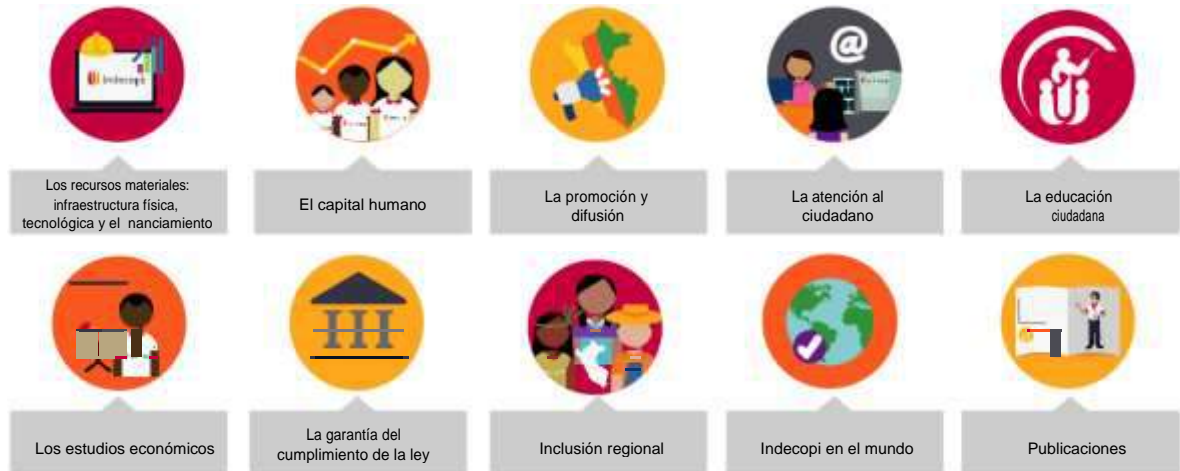 Indecopi
@
Los recursos materiales:
infraestructura física,
tecnológica y el nanciamiento
El capital humano
La promoción y
difusión
La atención al
ciudadano
La educación
ciudadana
Los estudios económicos
La garantía del
cumplimiento de la ley
Inclusión regional
Indecopi en el mundo
Publicaciones